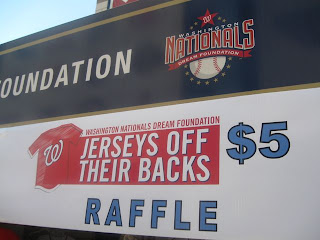 WASHINGTON
NATIONALS
DREAM FOUNDATION
FOUNDATION
WASHINGTON NATIONALS DREAM FOUNDATION
W
JERSEYS OFF
THEIR BACKS
$5
RAFFLE